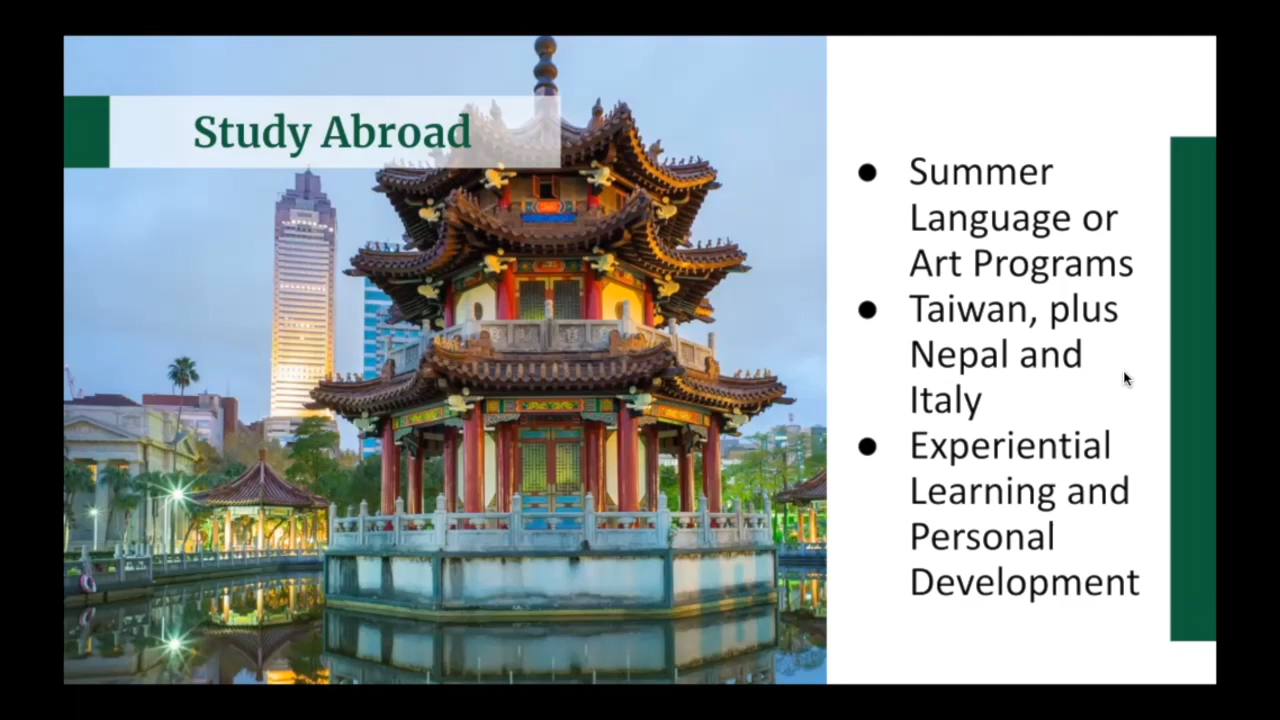 Study Abroad
● Summer
Language or
Art Programs
● Taiwan, plus
Nepal and
Italy
● Experiential
Learning and
Personal
Development